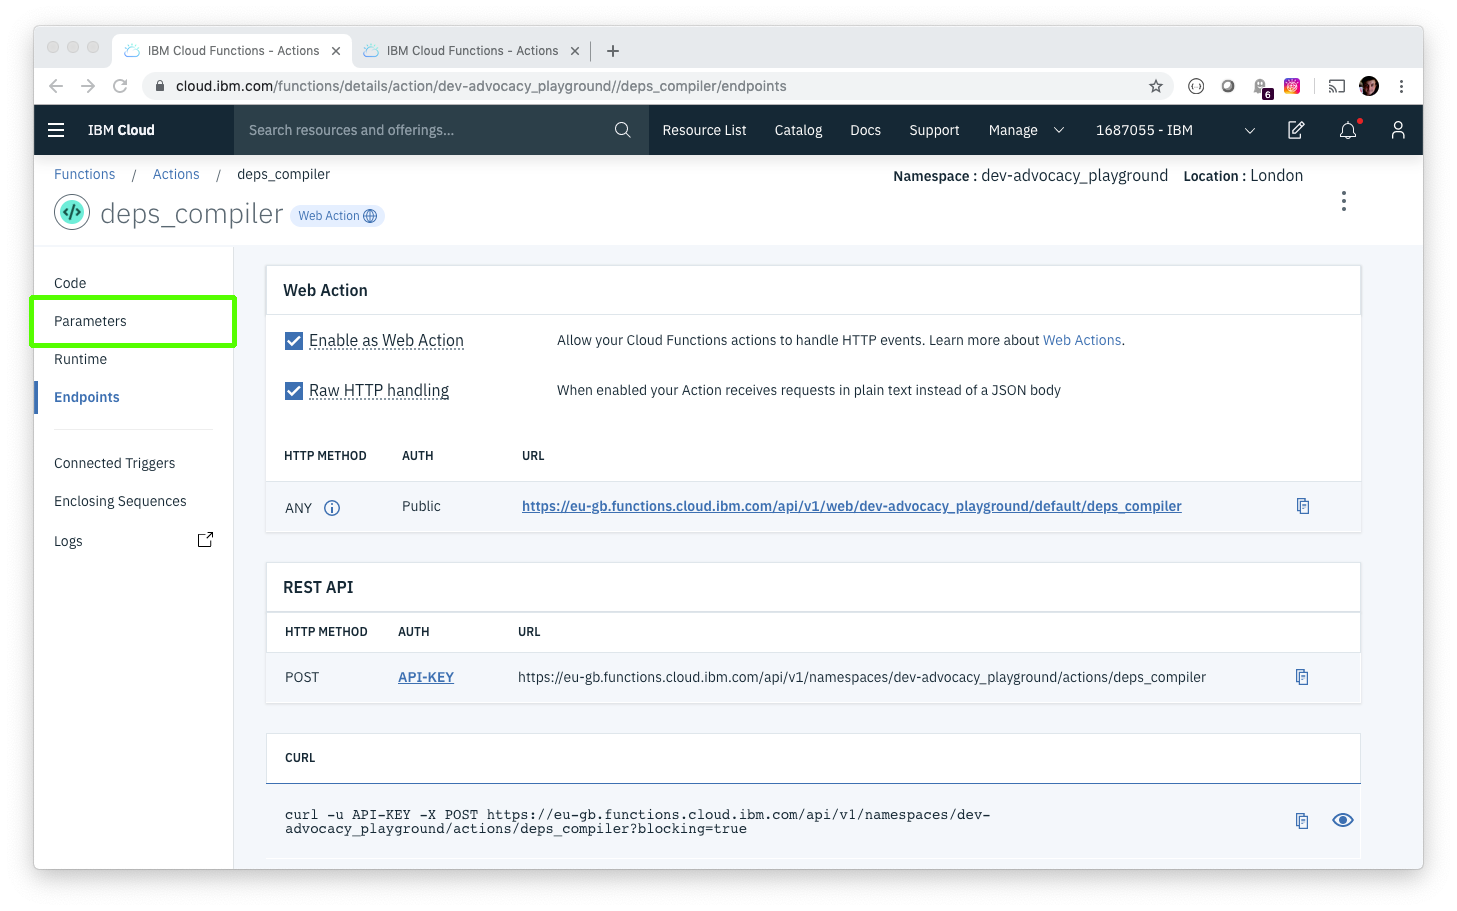 IBM Cloud Functions - Actions
IBM Cloud Functions - Actions
cloud.ibm.com/functions/details/action/dev-advocacy_playground//deps_compiler/endpoints
6
IBM Cloud
Search resources and offerings...
Resource List
Catalog
Docs
Support
Manage
1687055 - IBM
Functions / Actions / deps_compiler
Namespace : dev-advocacy_playground Location : London
deps_compiler
Web Action
Code
Parameters
Runtime
Endpoints
Connected Triggers
Enclosing Sequences
Logs
Web Action
Enable as Web Action
Allow your Cloud Functions actions to handle HTTP events. Learn more about Web Actions.
Raw HTTP handling
When enabled your Action receives requests in plain text instead of a JSON body
HTTP METHOD AUTH URL
ANY Public https://eu-gb.functions.cloud.ibm.com/api/v1/web/dev-advocacy_playground/default/deps_compiler
REST API
HTTP METHOD AUTH URL
POST API-KEY https://eu-gb.functions.cloud.ibm.com/api/v1/namespaces/dev-advocacy_playground/actions/deps_compiler
CURL
curl -u API-KEY -X POST https://eu-gb.functions.cloud.ibm.com/api/v1/namespaces/dev-
advocacy_playground/actions/deps_compiler?blocking=true